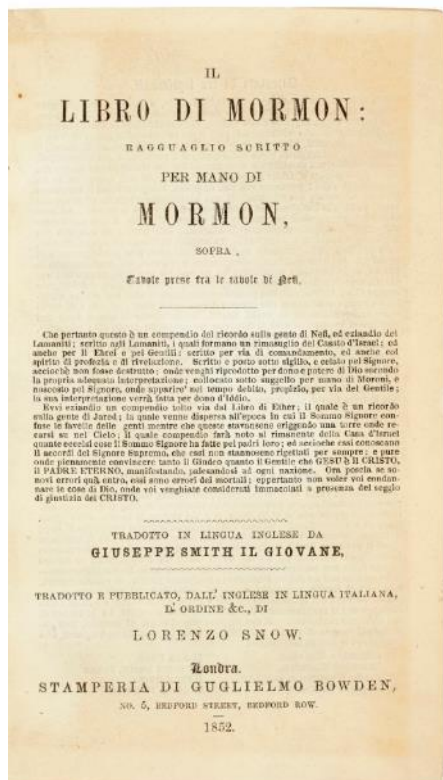 IL
LIBRO DI MORMON:
RAGGUAGLIO SCRITTO
PER MANO DI
MORMON,
SOPRA,
Tavole prese fra le tavole di Nefi.
Che pertanto questo è un compendio del ricordo sulla gente di Nefi, ed eziandio dei
Lamaniti; scritto agli Lamaniti, i quali formano un rimasuglio del Casato d'Israel; ed
anche per li Ebrei e pei Gentili; scritto per via di comandamento, ed anche col
spirito di profezia e di rivelazione. Scritto e posto sotto sigillo, e celato pel Signore,
acciochè non fosse destrutto; onde venghi riprodotto per dono e potere di Dio secondo
la propria adequata interpretazione; collocato sotto suggello per mano di Moroni, e
nascosto pel Signore, onde apparire' nel tempo debito, propizio, per via del Gentile;
la sua interpretazione verrà fatta per dono d'Iddio.
Evvi eziandio un compendio tolto via dal Libro di Ether; il quale è un ricordo
sulla gente di Jared; la quale venne dispersa all'epoca in cui il Sommo Signore con-
fuse le favelle delle genti mentre che queste stavansene eriggendo una torre onde re-
carsi su nel Cielo; il quale compendio farà noto al rimanente della Casa d'Israel
quante eccelsi cose il Sommo Signore ha fatte pei padri loro; ed acciochè essi conoscano
il accordi del Signore Supremo, che essi non stannoseno rigettati per sempre; e pure
onde pienamente convincere tanto il Giudeo quanto il Gentile che GESU è IL CRISTO,
il PADRE ETERNO, manifestando, palesandosi ad ogni nazione. Ora poscia se so-
novi errori quà entro, essi sono errori dei mortali; eppertanto non voler voi condan-
nare le cose di Dio, onde voi venghiate considerati immacolati a presenza del seggio
di giustizia del CRISTO.
TRADOTTO IN LINGUA INGLESE DA
GIUSEPPE SMITH IL GIOVANE,
TRADOTTO E PUBBLICATO, DALL' INGLESE IN LINGUA ITALIANA,
D' ORDINE &c., DI
LORENZO SNOW.
Londra.
STAMPERIA DI GUGLIELMO BOWDEN,
NO. 5, BEDFORD STREET, BEDFORD ROW.
1852.